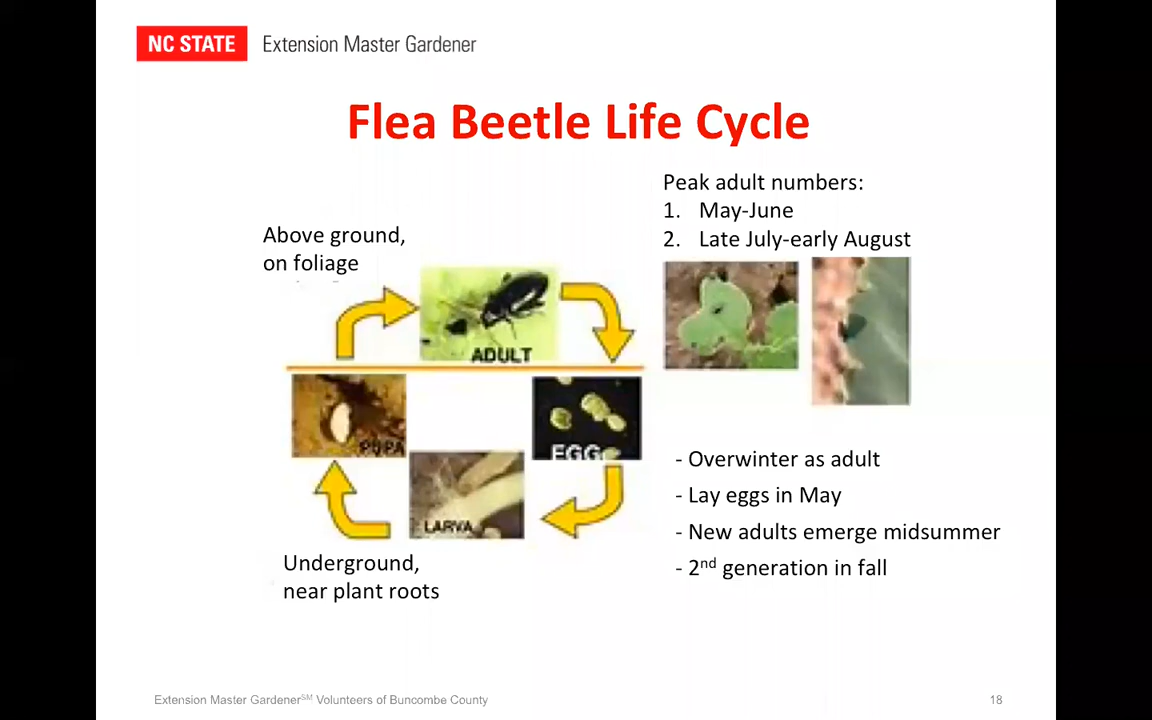 NC STATE Extension Master Gardener
Flea Beetle Life Cycle
Peak adult numbers:
1. May-June
2. Late July-early August
Above ground,
on foliage
ADULT
PUPA
EGG
LARVA
Underground,
near plant roots
- Overwinter as adult
- Lay eggs in May
- New adults emerge midsummer
- 2nd generation in fall
Extension Master GardenerSM Volunteers of Buncombe County
18